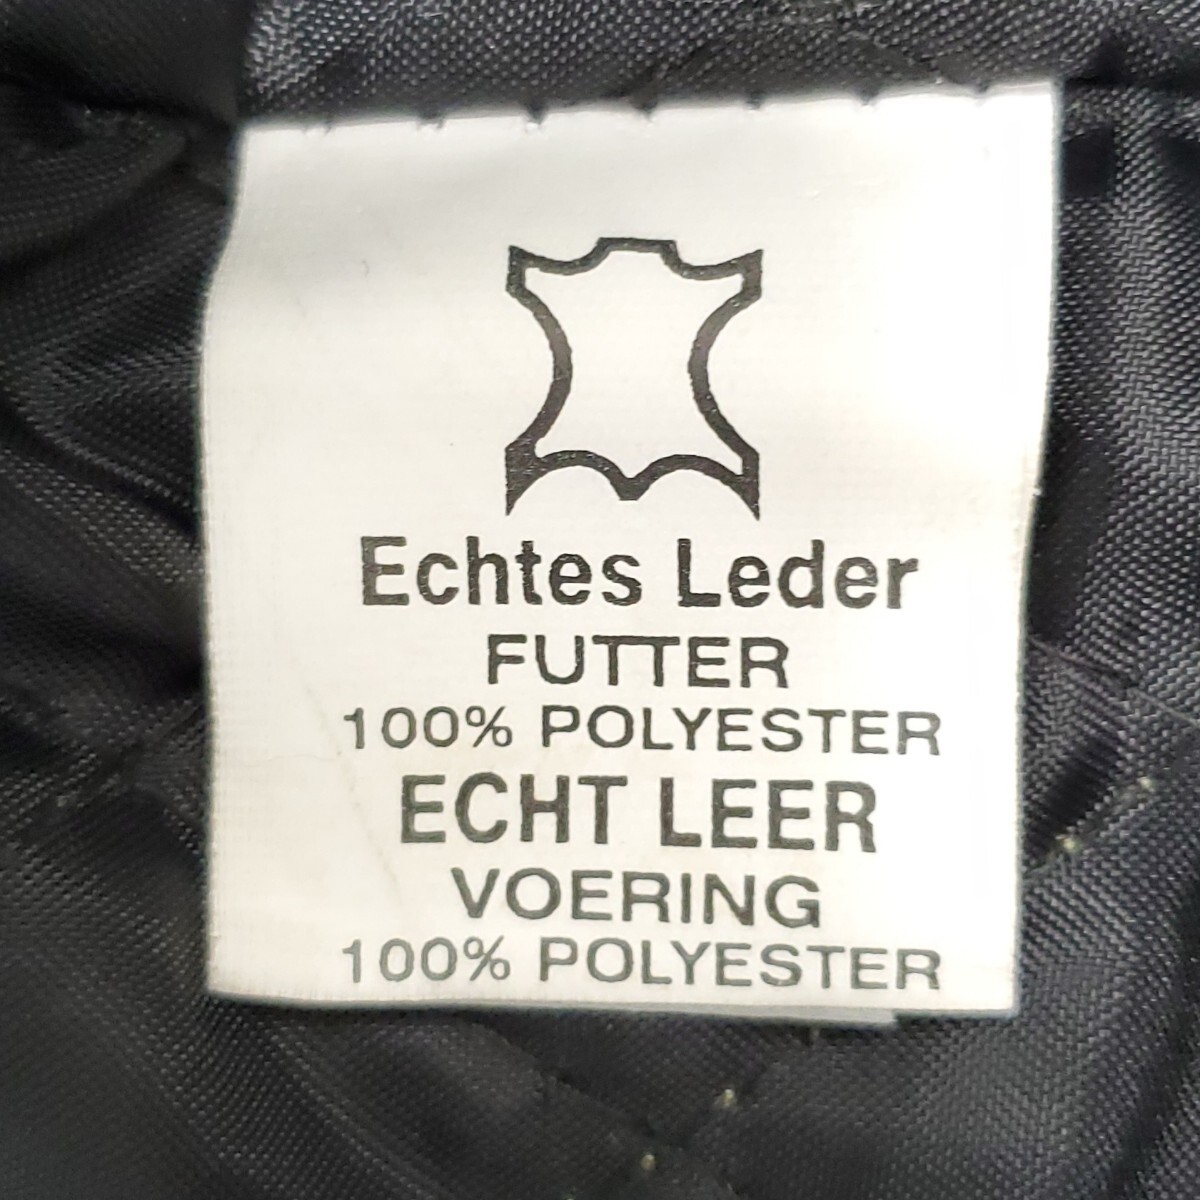 Echtes Leder
FUTTER
100% POLYESTER
ECHT LEER
VOERING
100% POLYESTER